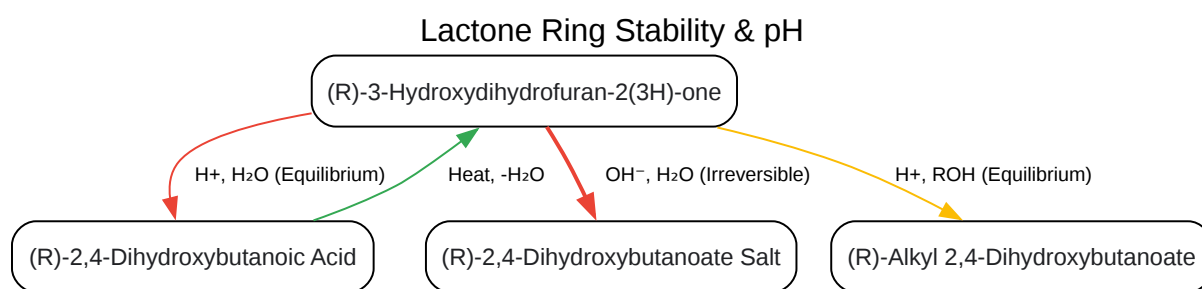 Lactone Ring Stability & pH
(R)-3-Hydroxydihydrofuran-2(3H)-one
H+, H₂O (Equilibrium)
Heat, -H₂O
OH⁻, H₂O (Irreversible)
H+, ROH (Equilibrium)
(R)-2,4-Dihydroxybutanoic Acid
(R)-2,4-Dihydroxybutanoate Salt
(R)-Alkyl 2,4-Dihydroxybutanoate